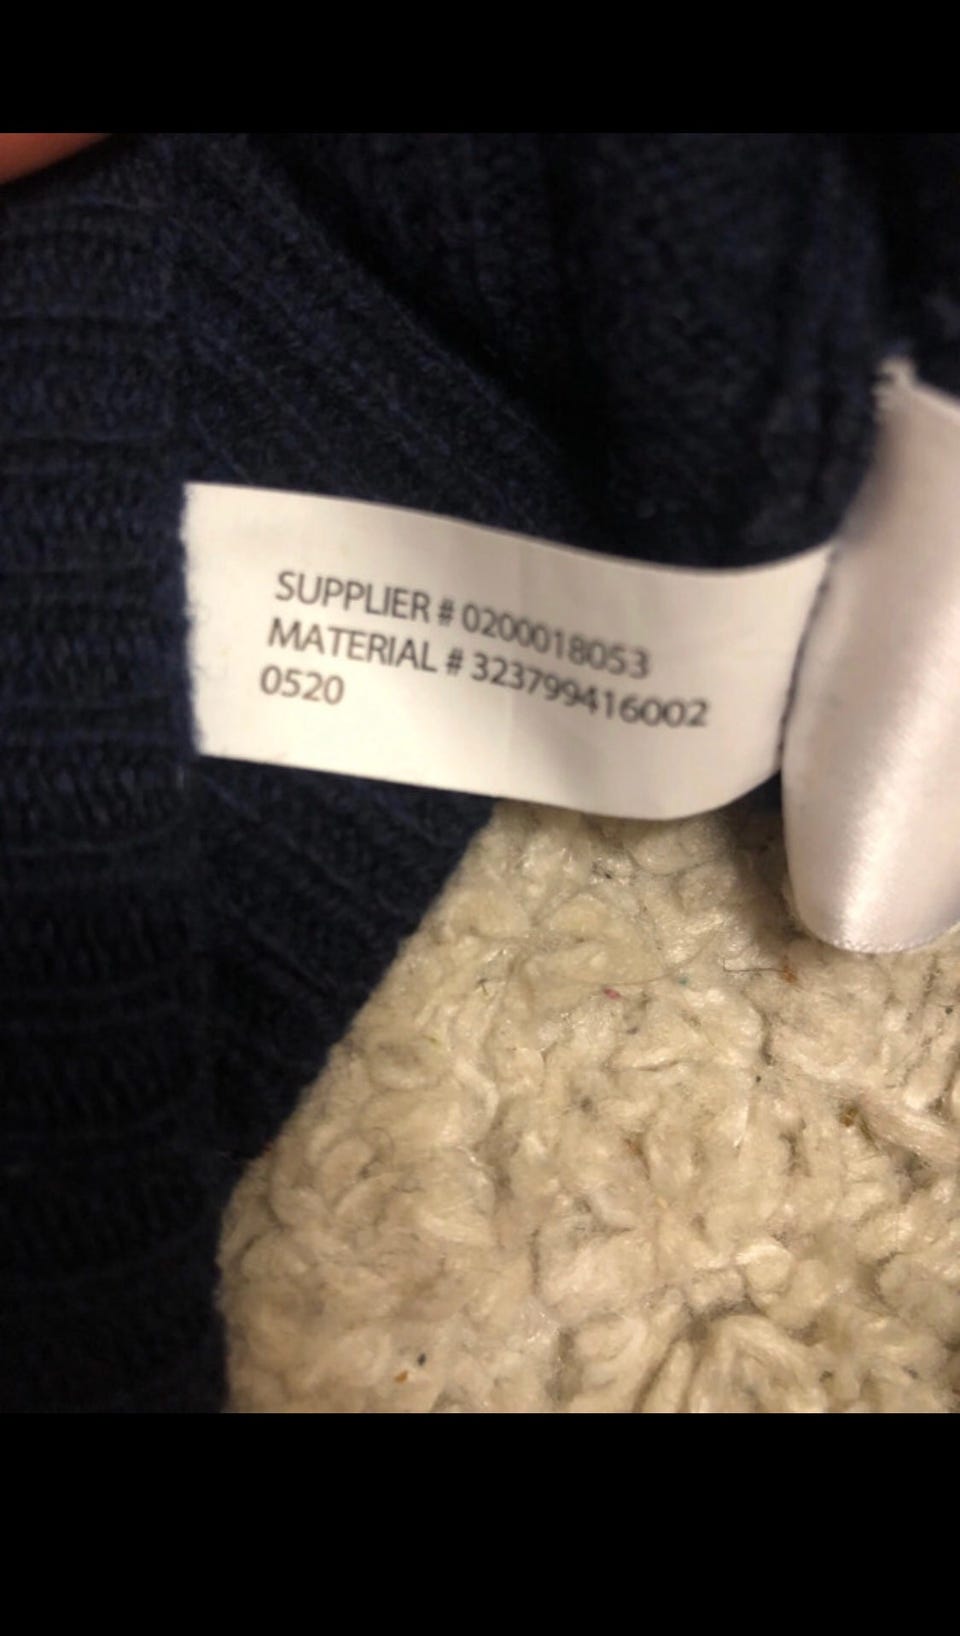 SUPPLIER # 0200018053
MATERIAL # 323799416002
0520